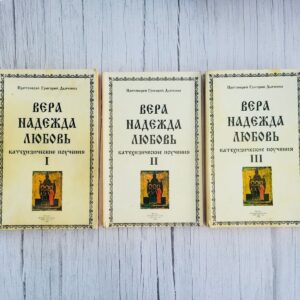 Протоиерей Григорий Дьяченко
ВЕРА
НАДЕЖДА
ЛЮБОВЬ
катехизические поучения
I
Протоиерей Григорий Дьяченко
ВЕРА
НАДЕЖДА
ЛЮБОВЬ
катехизические поучения
II
Протоиерей Григорий Дьяченко
ВЕРА
НАДЕЖДА
ЛЮБОВЬ
катехизические поучения
III